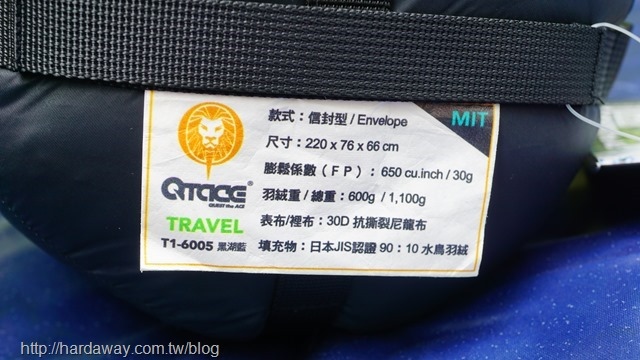 款式：信封型 / Envelope
MIT
尺寸：220 x 76 x 66 cm
膨鬆係數（FP）：650 cu.inch / 30g
QTACE®
QUEST the ACE
羽絨重 / 總重：600g / 1,100g
TRAVEL
表布/裡布：30D 抗撕裂尼龍布
T1-6005 黑湖藍
填充物：日本JIS認證 90：10 水鳥羽絨
http://hardaway.com.tw/blog